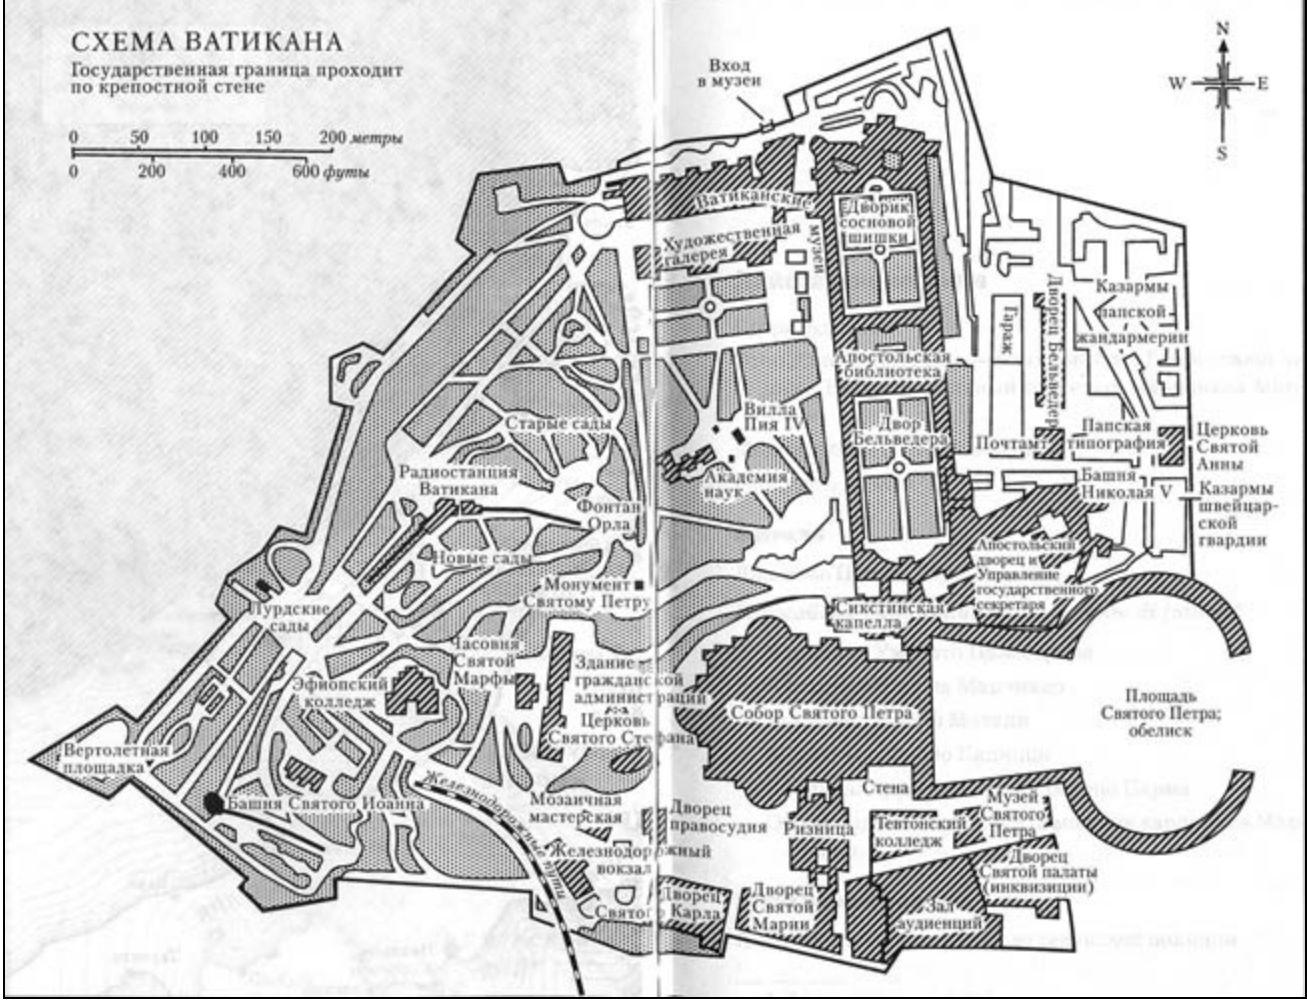 СХЕМА ВАТИКАНА
Государственная граница проходит
по крепостной стене
0 50 100 150 200 метры
0 200 400 600 футы
Вход
в музеи
N
W E
S
Ватиканские
музеи
Художественная
галерея
Дворик
сосновой
шишки
Гараж
Дворец Бельведер
Казармы
папской
жандармерии
Апостольская
библиотека
Старые сады
Вилла
Пия IV
Двор
Бельведера
Почтамт
Папская
типография
Церковь
Святой
Анны
Радиостанция
Ватикана
Академия
наук
Башня
Николая V
Казармы
швейцар-
ской
гвардии
Фонтан
Орла
Новые сады
Апостольский
дворец и
Управление
государственного
секретаря
Монумент
Святому Петру
Сикстинская
капелла
Лурдские
сады
Часовня
Святой
Марфы
Здание
гражданской
администраций
Эфиопский
колледж
Церковь
Святого Стефана
Собор Святого Петра
Площадь
Святого Петра;
обелиск
Вертолетная
площадка
Железнодорожные пути
Стена
Башня Святого Иоанна
Мозаичная
мастерская
Дворец
правосудия
Ризница
Тевтонский
колледж
Музей
Святого
Петра
Железнодорожный
вокзал
Дворец
Святой палаты
(инквизиции)
Дворец
Святого Карла
Дворец
Святой
Марии
Зал
аудиенций